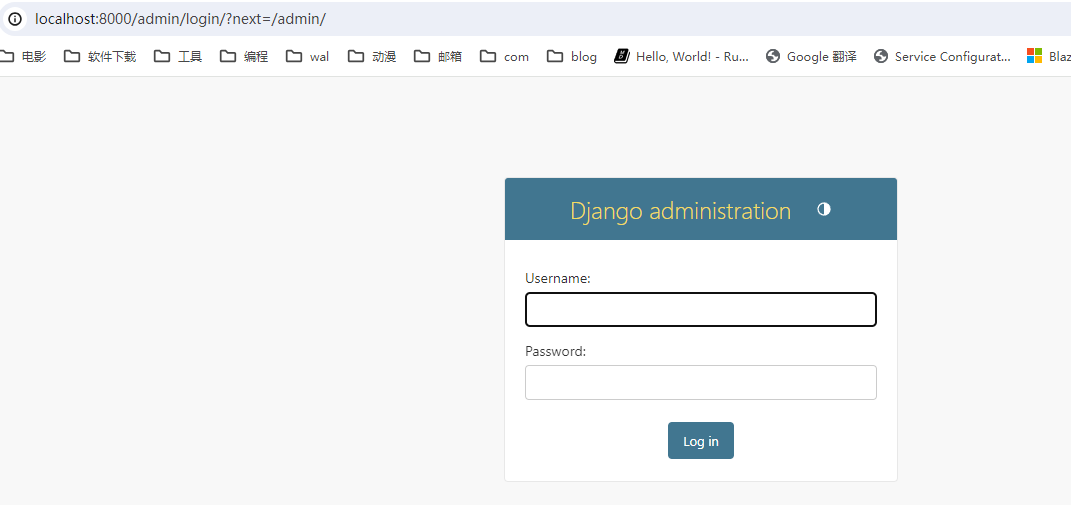 localhost:8000/admin/login/?next=/admin/
电影 软件下载 工具 编程 wal 动漫 邮箱 com blog Hello, World! - Ru... Google 翻译 Service Configurat... Blaz
Django administration
Username:
Password:
Log in